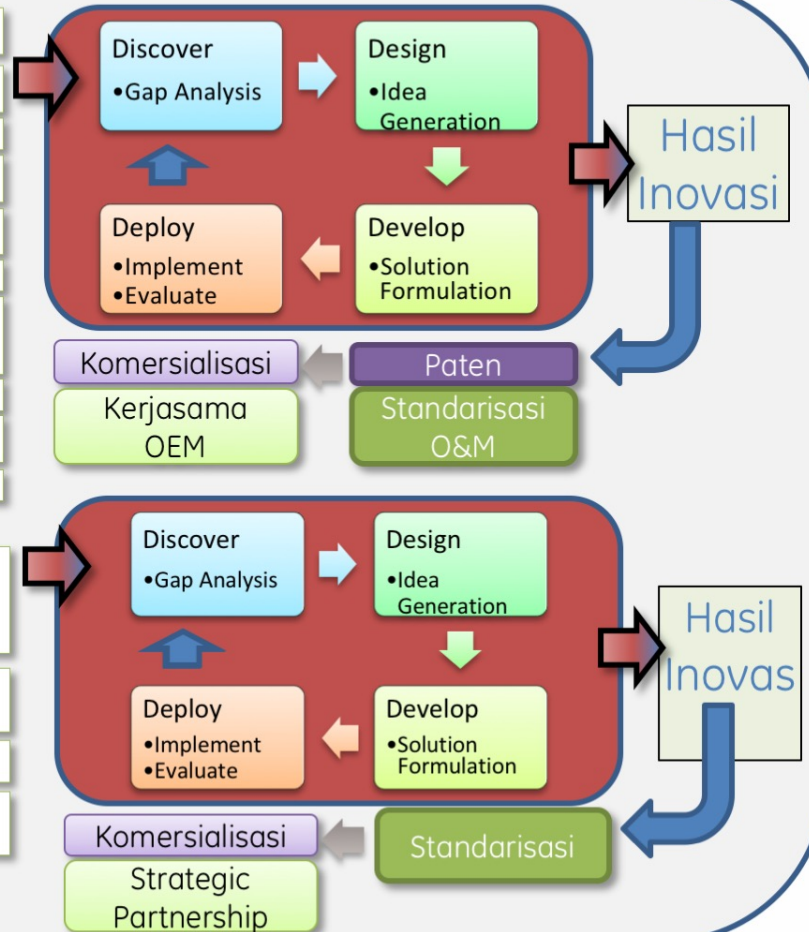 Discover
•Gap Analysis
Design
•Idea
Generation
Deploy
•Implement
•Evaluate
Develop
•Solution
Formulation
Hasil
Inovasi
Komersialisasi
Paten
Kerjasama
OEM
Standarisasi
O&M
Discover
•Gap Analysis
Design
•Idea
Generation
Deploy
•Implement
•Evaluate
Develop
•Solution
Formulation
Hasil
Inovas
Komersialisasi
Standarisasi
Strategic
Partnership